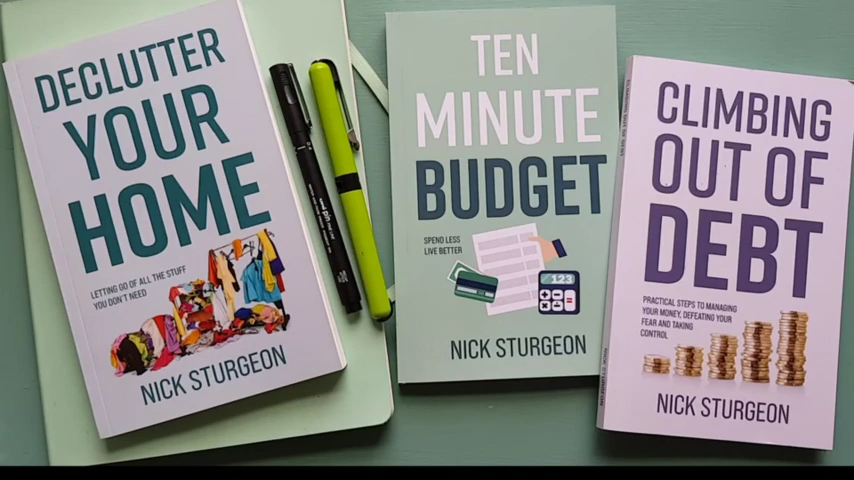 DECLUTTER
YOUR
HOME
LETTING GO OF ALL THE STUFF
YOU DON'T NEED
NICK STURGEON
uni pin
TEN
MINUTE
BUDGET
SPEND LESS
LIVE BETTER
123
NICK STURGEON
CLIMBING
OUT OF
DEBT
PRACTICAL STEPS TO MANAGING
YOUR MONEY, DEFEATING YOUR
FEAR AND TAKING
CONTROL
NICK STURGEON